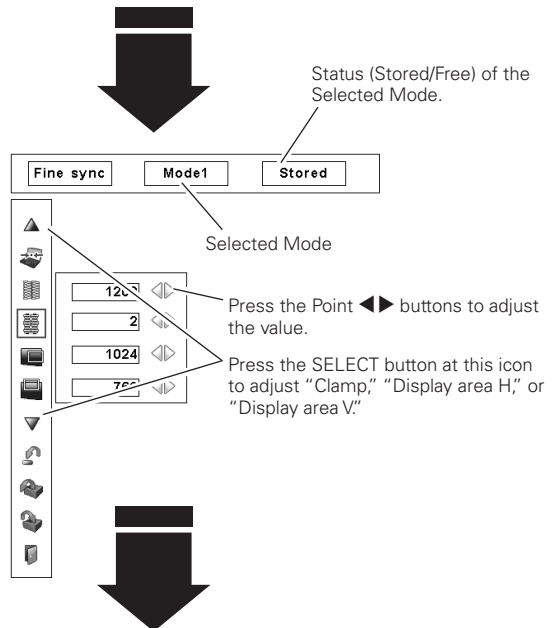 Status (Stored/Free) of the
Selected Mode.
Fine sync Mode1 Stored
Selected Mode
Press the Point ◀▶ buttons to adjust
the value.
2
1024
Press the SELECT button at this icon
to adjust “Clamp,” “Display area H,” or
“Display area V.”